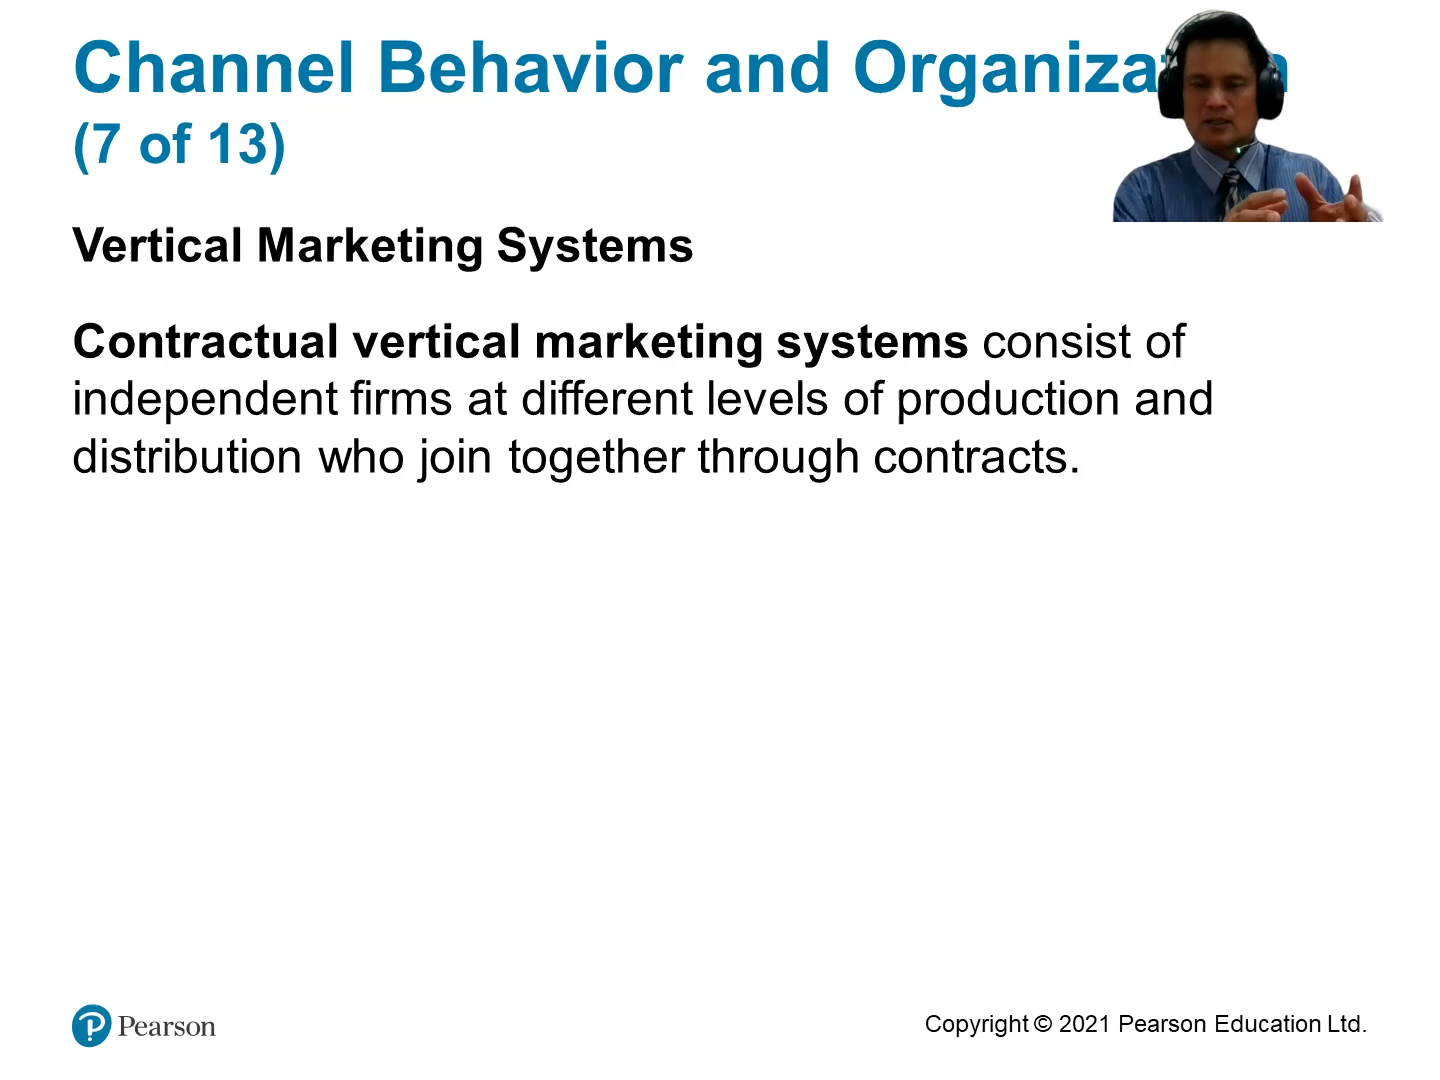 Channel Behavior and
(7 of 13)
Vertical Marketing Systems
Contractual vertical marketing systems consist of
independent firms at different levels of production and
distribution who join together through contracts.
Pearson
Copyright © 2021 Pearson Education Ltd.